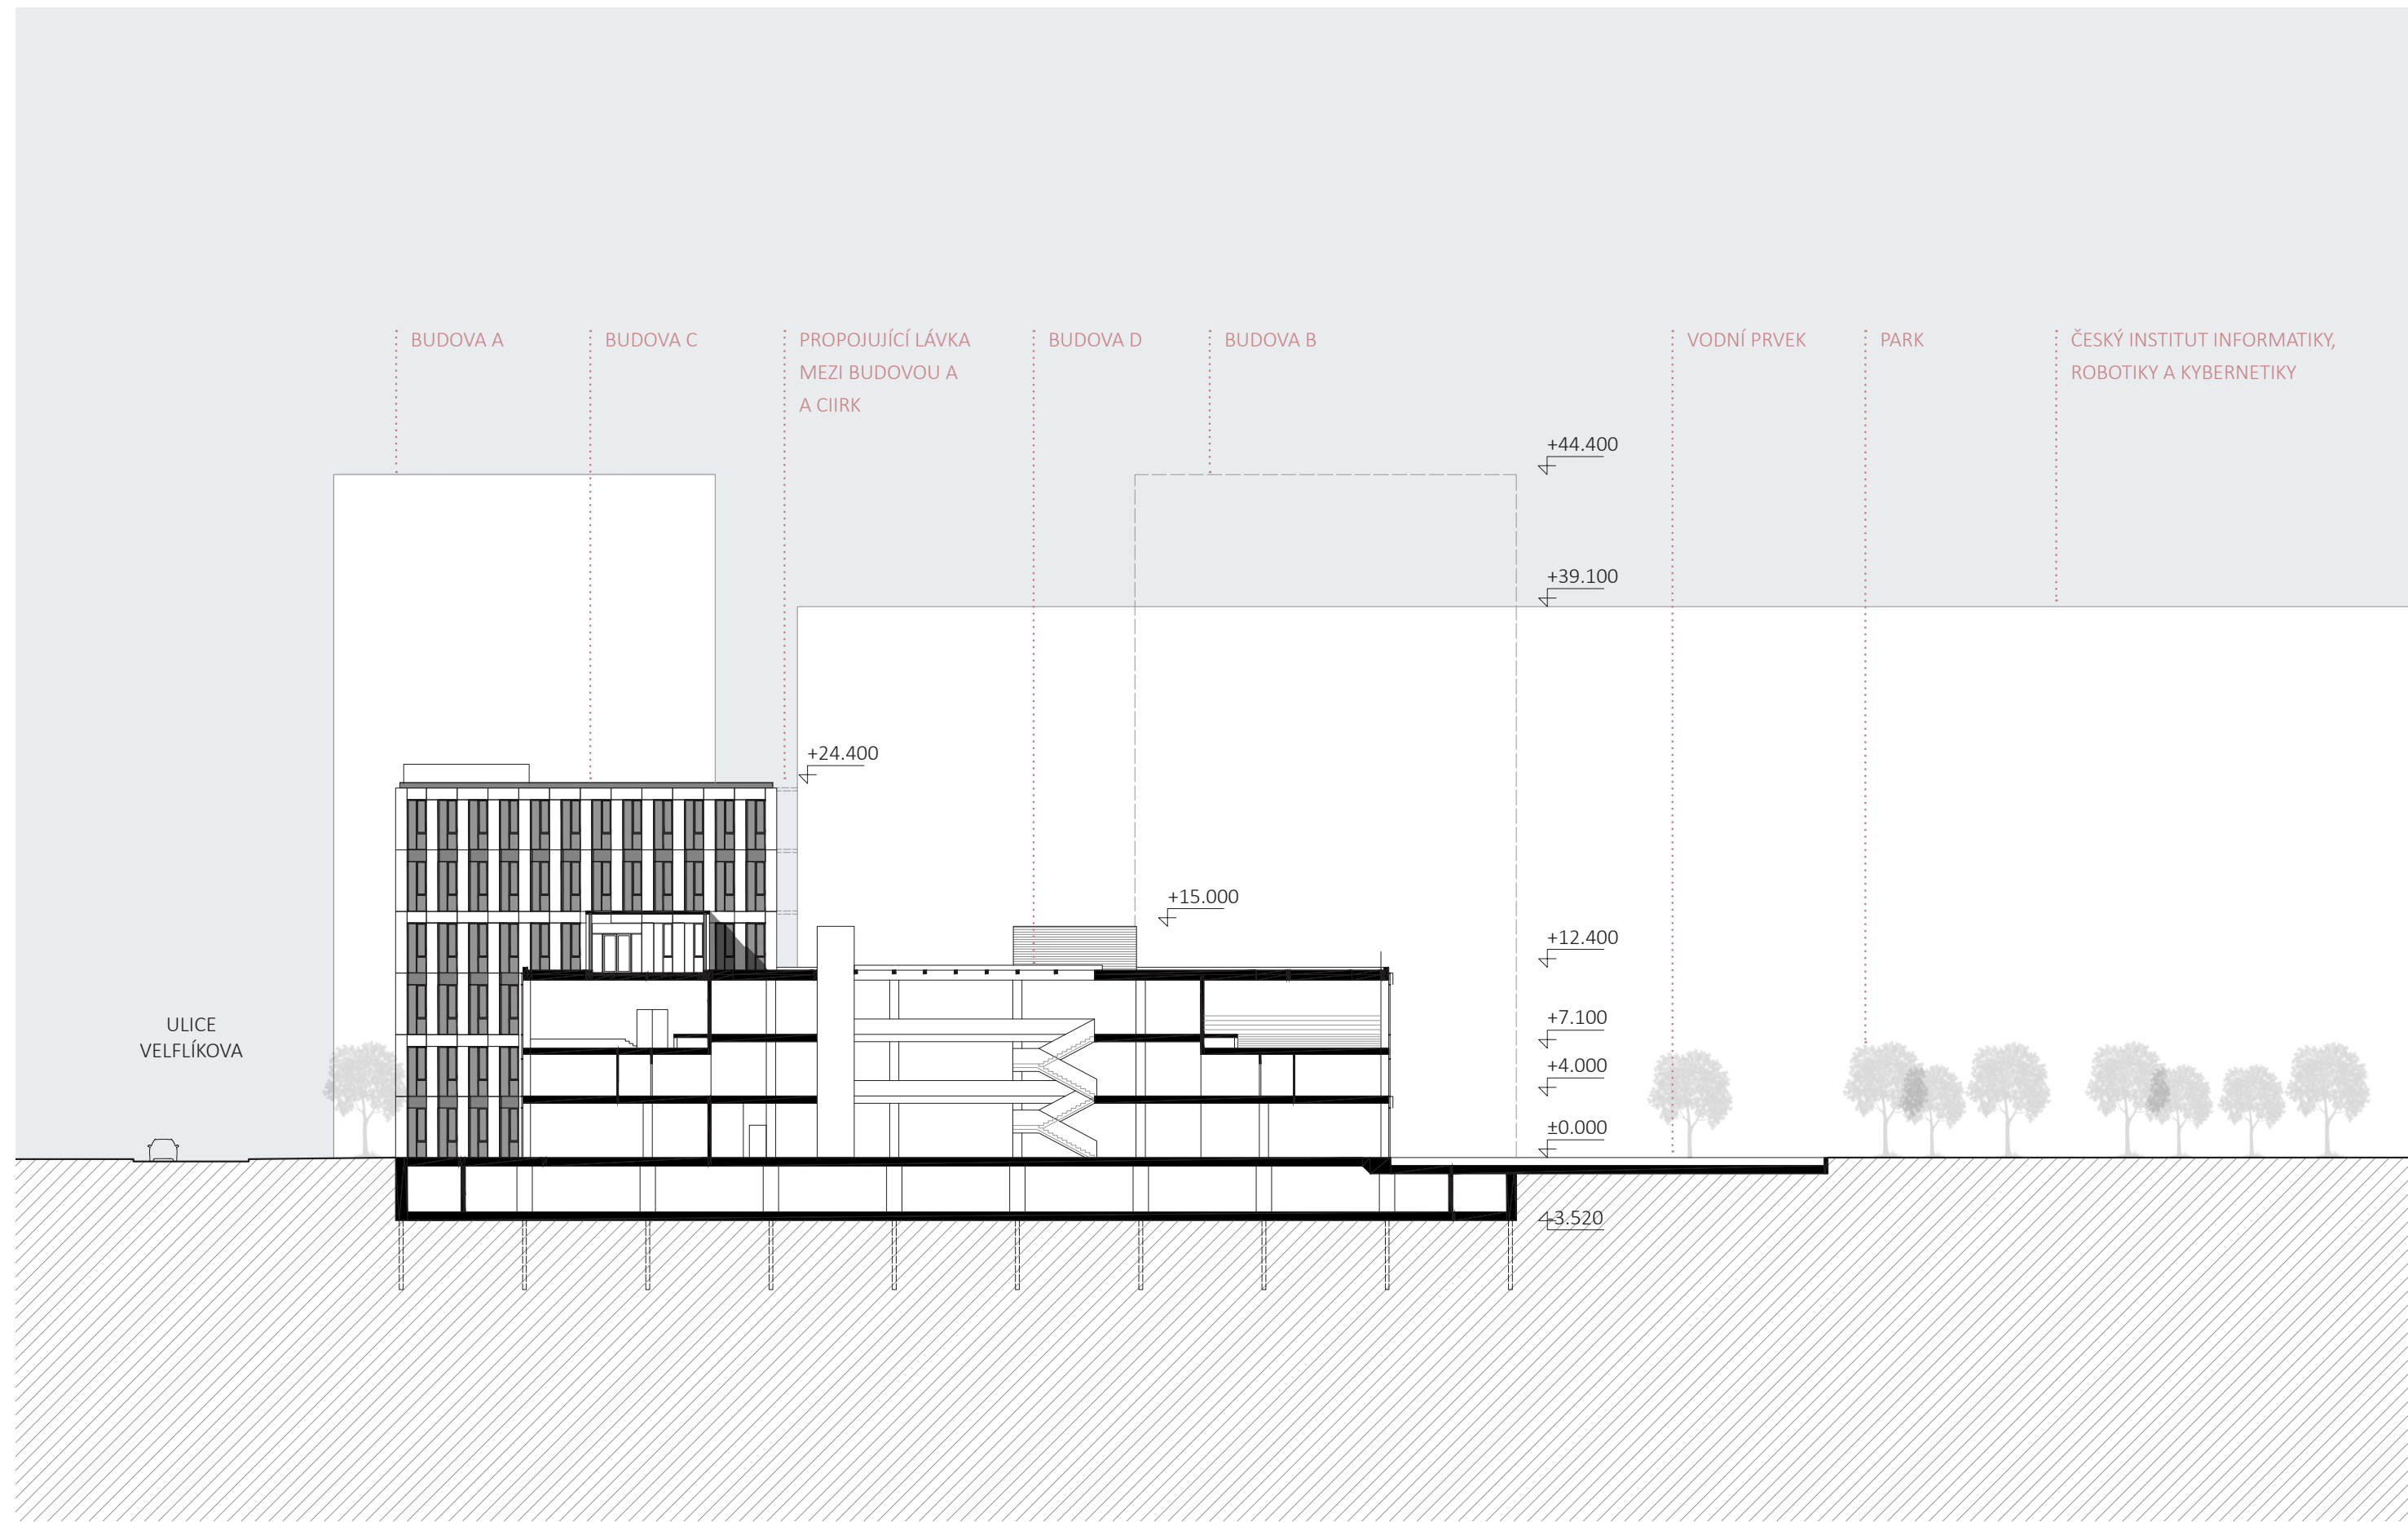 BUDOVA A
BUDOVA C
PROPOJUJÍCÍ LÁVKA
MEZI BUDOVOU A
A CIIRK
BUDOVA D
BUDOVA B
VODNÍ PRVEK
PARK
ČESKÝ INSTITUT INFORMATIKY,
ROBOTIKY A KYBERNETIKY
+44.400
+39.100
+24.400
+15.000
+12.400
+7.100
+4.000
±0.000
-3.520
ULICE
VELFLÍKOVA